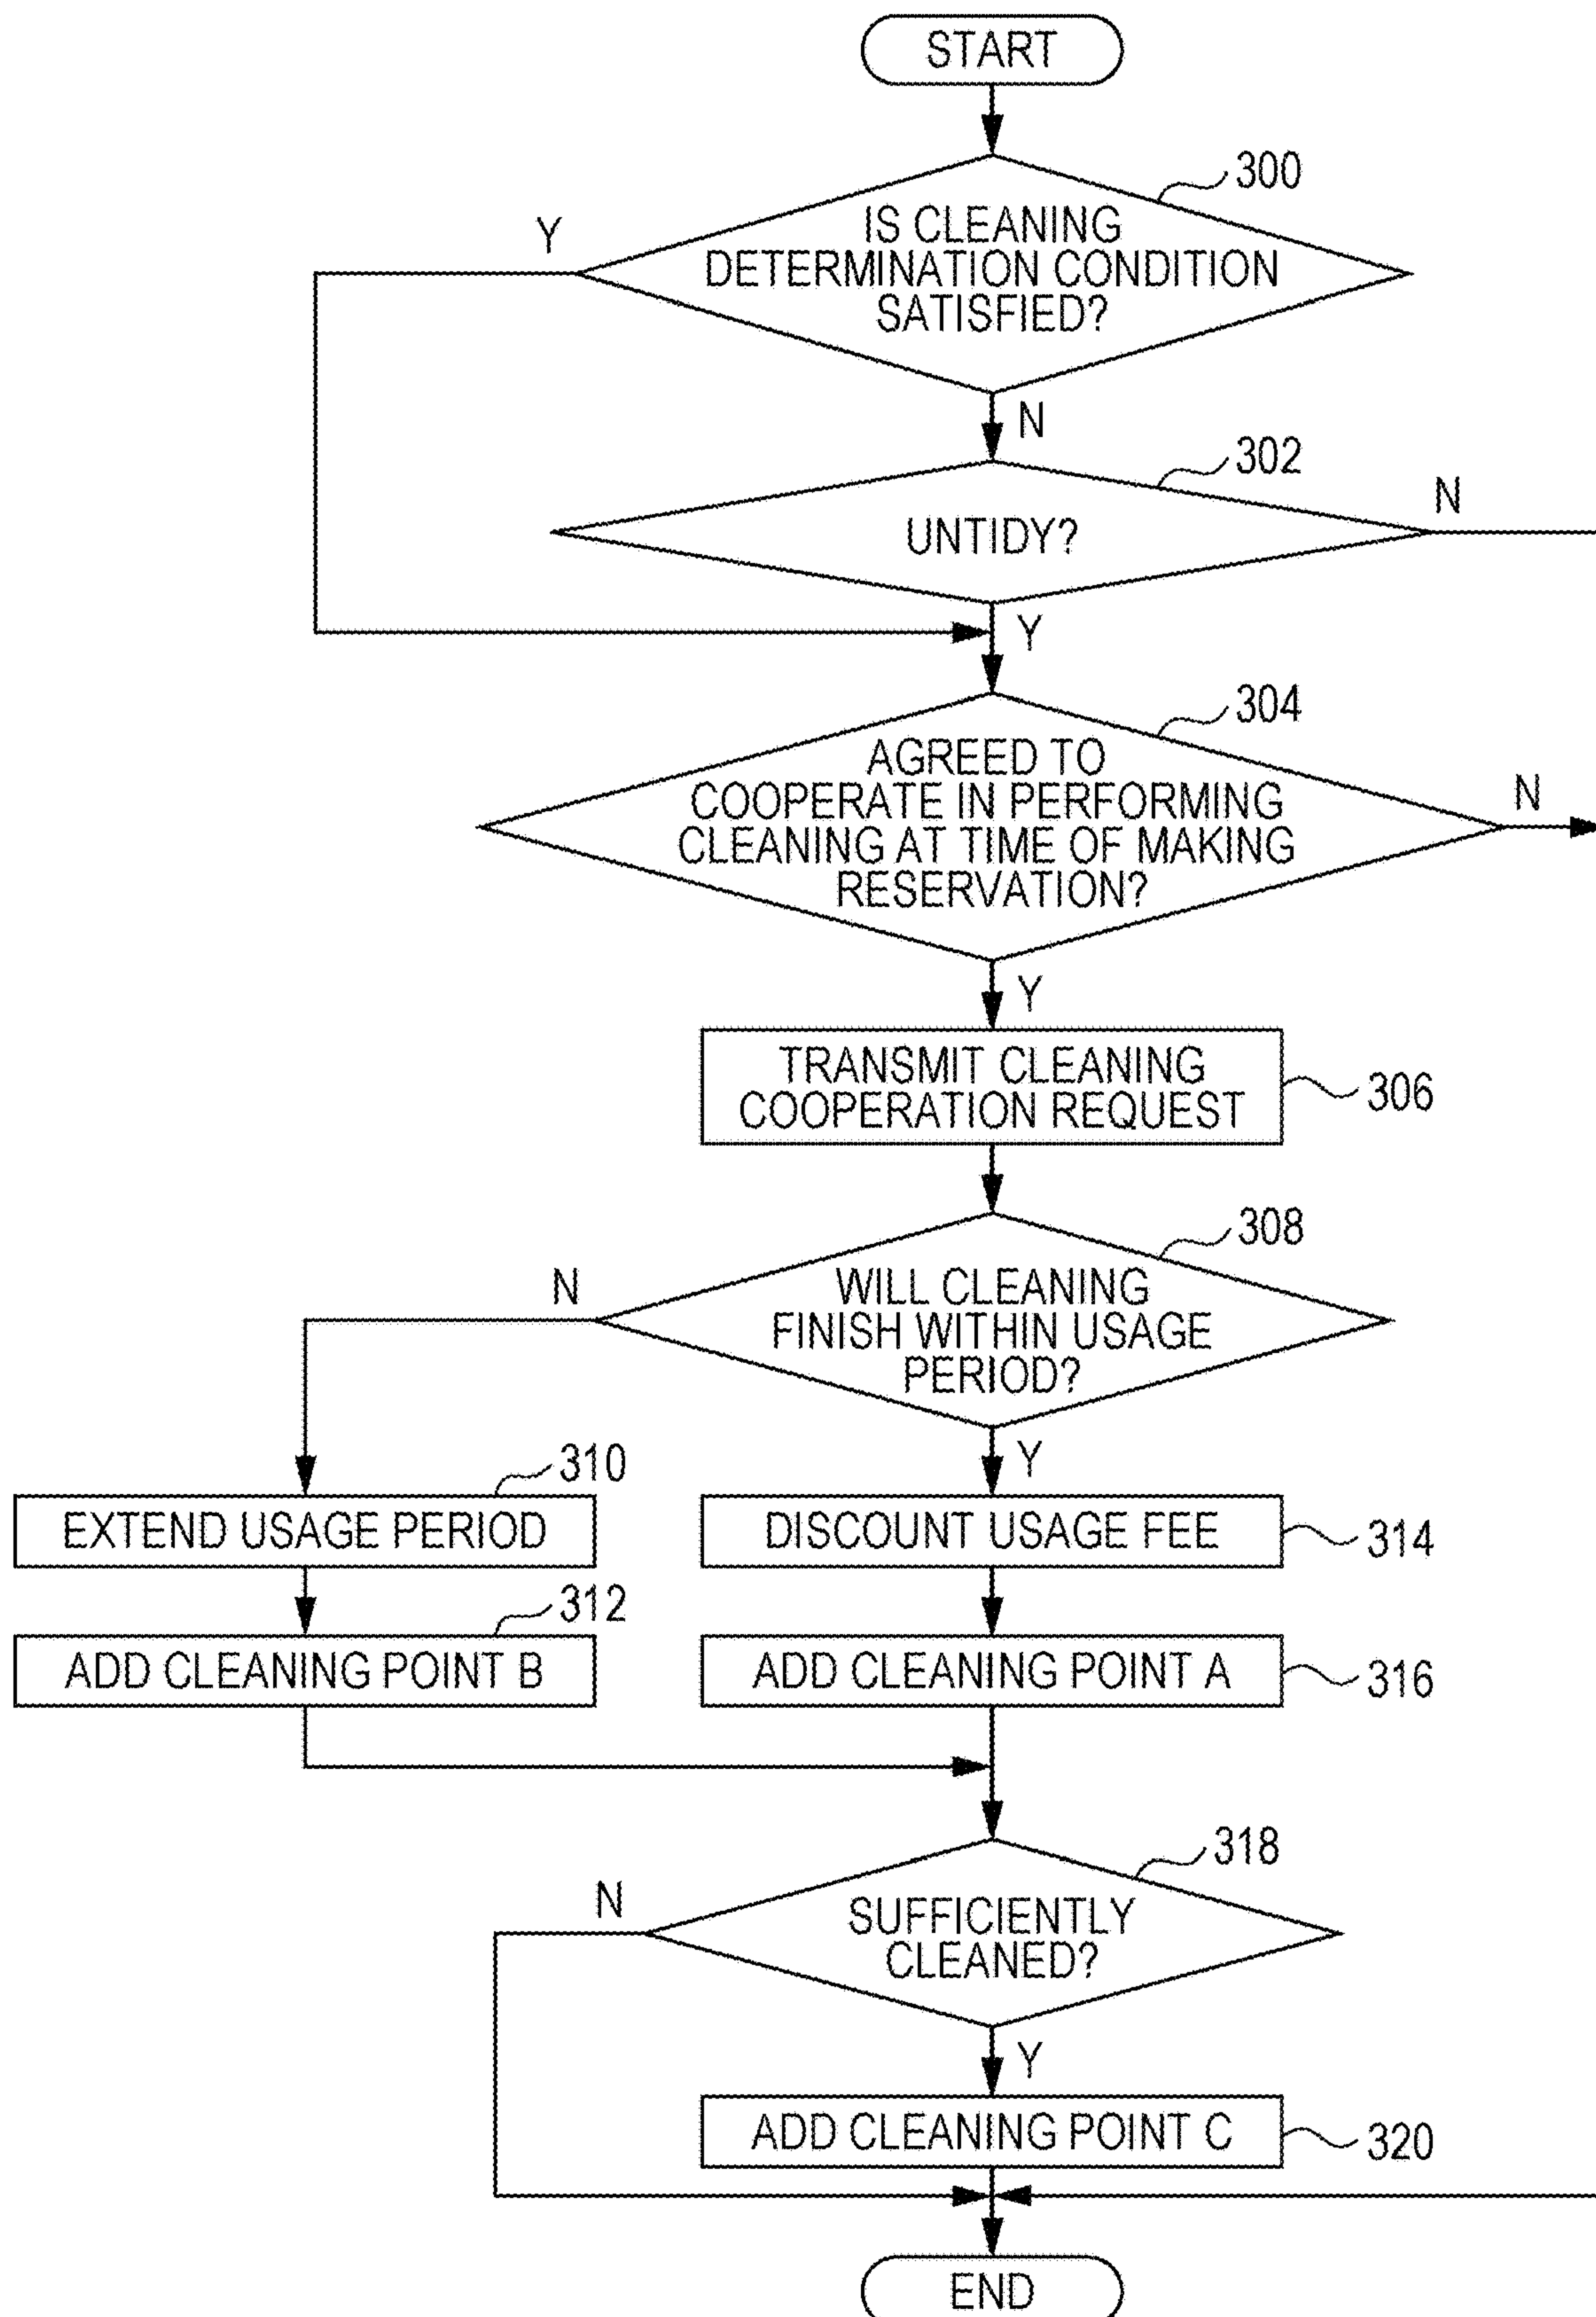 START
300
IS CLEANING
DETERMINATION CONDITION
SATISFIED?
Y
N
302
UNTIDY?
N
Y
304
AGREED TO
COOPERATE IN PERFORMING
CLEANING AT TIME OF MAKING
RESERVATION?
N
Y
TRANSMIT CLEANING
COOPERATION REQUEST
306
308
WILL CLEANING
FINISH WITHIN USAGE
PERIOD?
N
Y
310
EXTEND USAGE PERIOD
DISCOUNT USAGE FEE
314
312
ADD CLEANING POINT B
ADD CLEANING POINT A
316
318
SUFFICIENTLY
CLEANED?
N
Y
ADD CLEANING POINT C
320
END